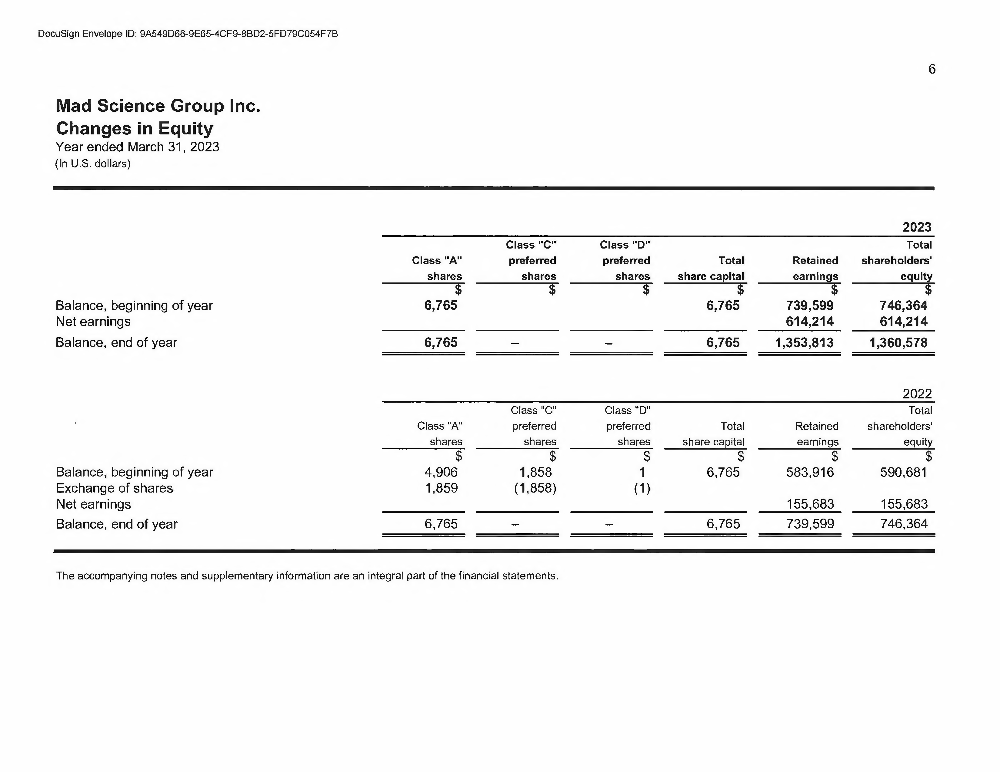 DocuSign Envelope ID: 9A549D66-9E65-4CF9-8BD2-5FD79C054F7B
6
Mad Science Group Inc.
Changes in Equity
Year ended March 31, 2023
(In U.S. dollars)
2023
Class "C" Class "D" Total
Class "A" preferred preferred Total Retained shareholders'
shares shares shares share capital earnings equity
$ $ $ $ $ $
Balance, beginning of year 6,765 6,765 739,599 746,364
Net earnings 614,214 614,214
Balance, end of year 6,765 – – 6,765 1,353,813 1,360,578
2022
Class "C" Class "D" Total
Class "A" preferred preferred Total Retained shareholders'
shares shares shares share capital earnings equity
$ $ $ $ $ $
Balance, beginning of year 4,906 1,858 1 6,765 583,916 590,681
Exchange of shares 1,859 (1,858) (1)
Net earnings 155,683 155,683
Balance, end of year 6,765 – – 6,765 739,599 746,364
The accompanying notes and supplementary information are an integral part of the financial statements.